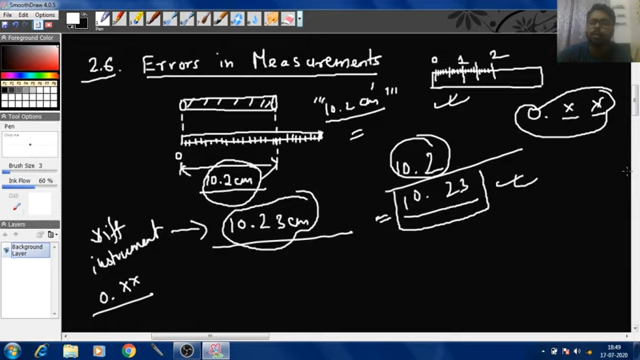 SmoothDraw 4.0.5
File Edit Options
Foreground Color
Pen
Tool Options
Size 3
Ink Flow 60%
Layers
Background Layer
2.6. Errors in Measurements
0 1 2
"'10.2 cm'"
=
0. x x
0
10.2 cm
10.2
10.23
=
Diff instrument → 10.23 cm
0. xx
18:49
17-07-2020